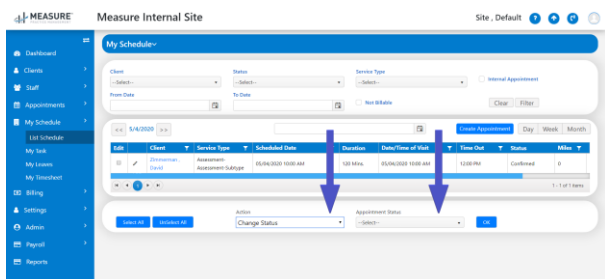 MEASURE
Measure Internal Site
Site , Default
My Schedule
Dashboard
Clients
Staff
Appointments
My Schedule
List Schedule
My Task
My Leaves
My Timesheet
Billing
Settings
Admin
Payroll
Reports
Client
Status
Service Type
--Select--
--Select--
--Select--
Internal Appointment
From Date
To Date
Not Billable
Clear
Filter
<< 5/4/2020 >>
Create Appointment
Day
Week
Month
Edit Client Service Type Scheduled Date Duration Date/Time of Visit Time Out Status Miles
Zimmerman, David
Assessment-Assessment-Subtype
05/04/2020 10:00 AM
120 Mins.
05/04/2020 10:00 AM
12:00 PM
Confirmed
0
1
1 - 1 of 1 items
Select All
UnSelect All
Action
Change Status
Appointment Status
--Select--
OK